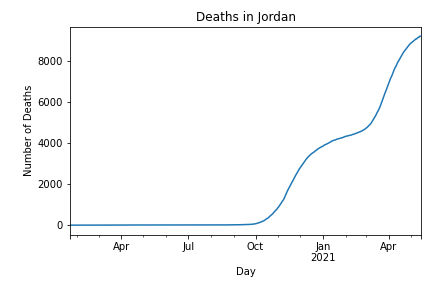 Deaths in Jordan
Number of Deaths
8000
6000
4000
2000
0
Apr Jul Oct Jan Apr
2021
Day